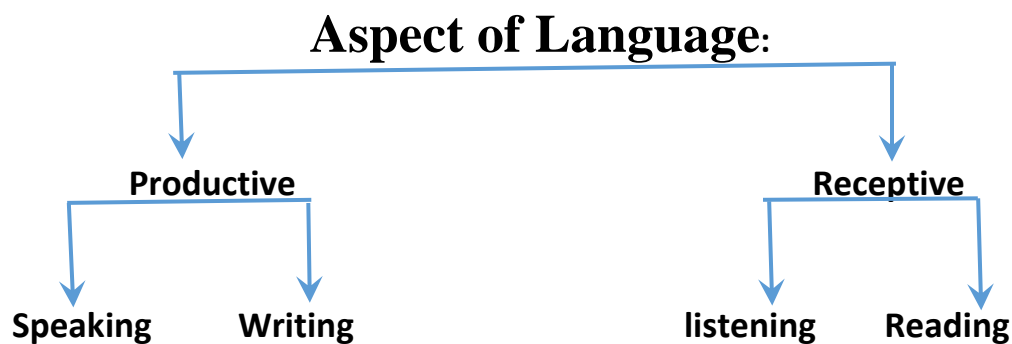 Aspect of Language:
Productive Receptive
Speaking Writing listening Reading